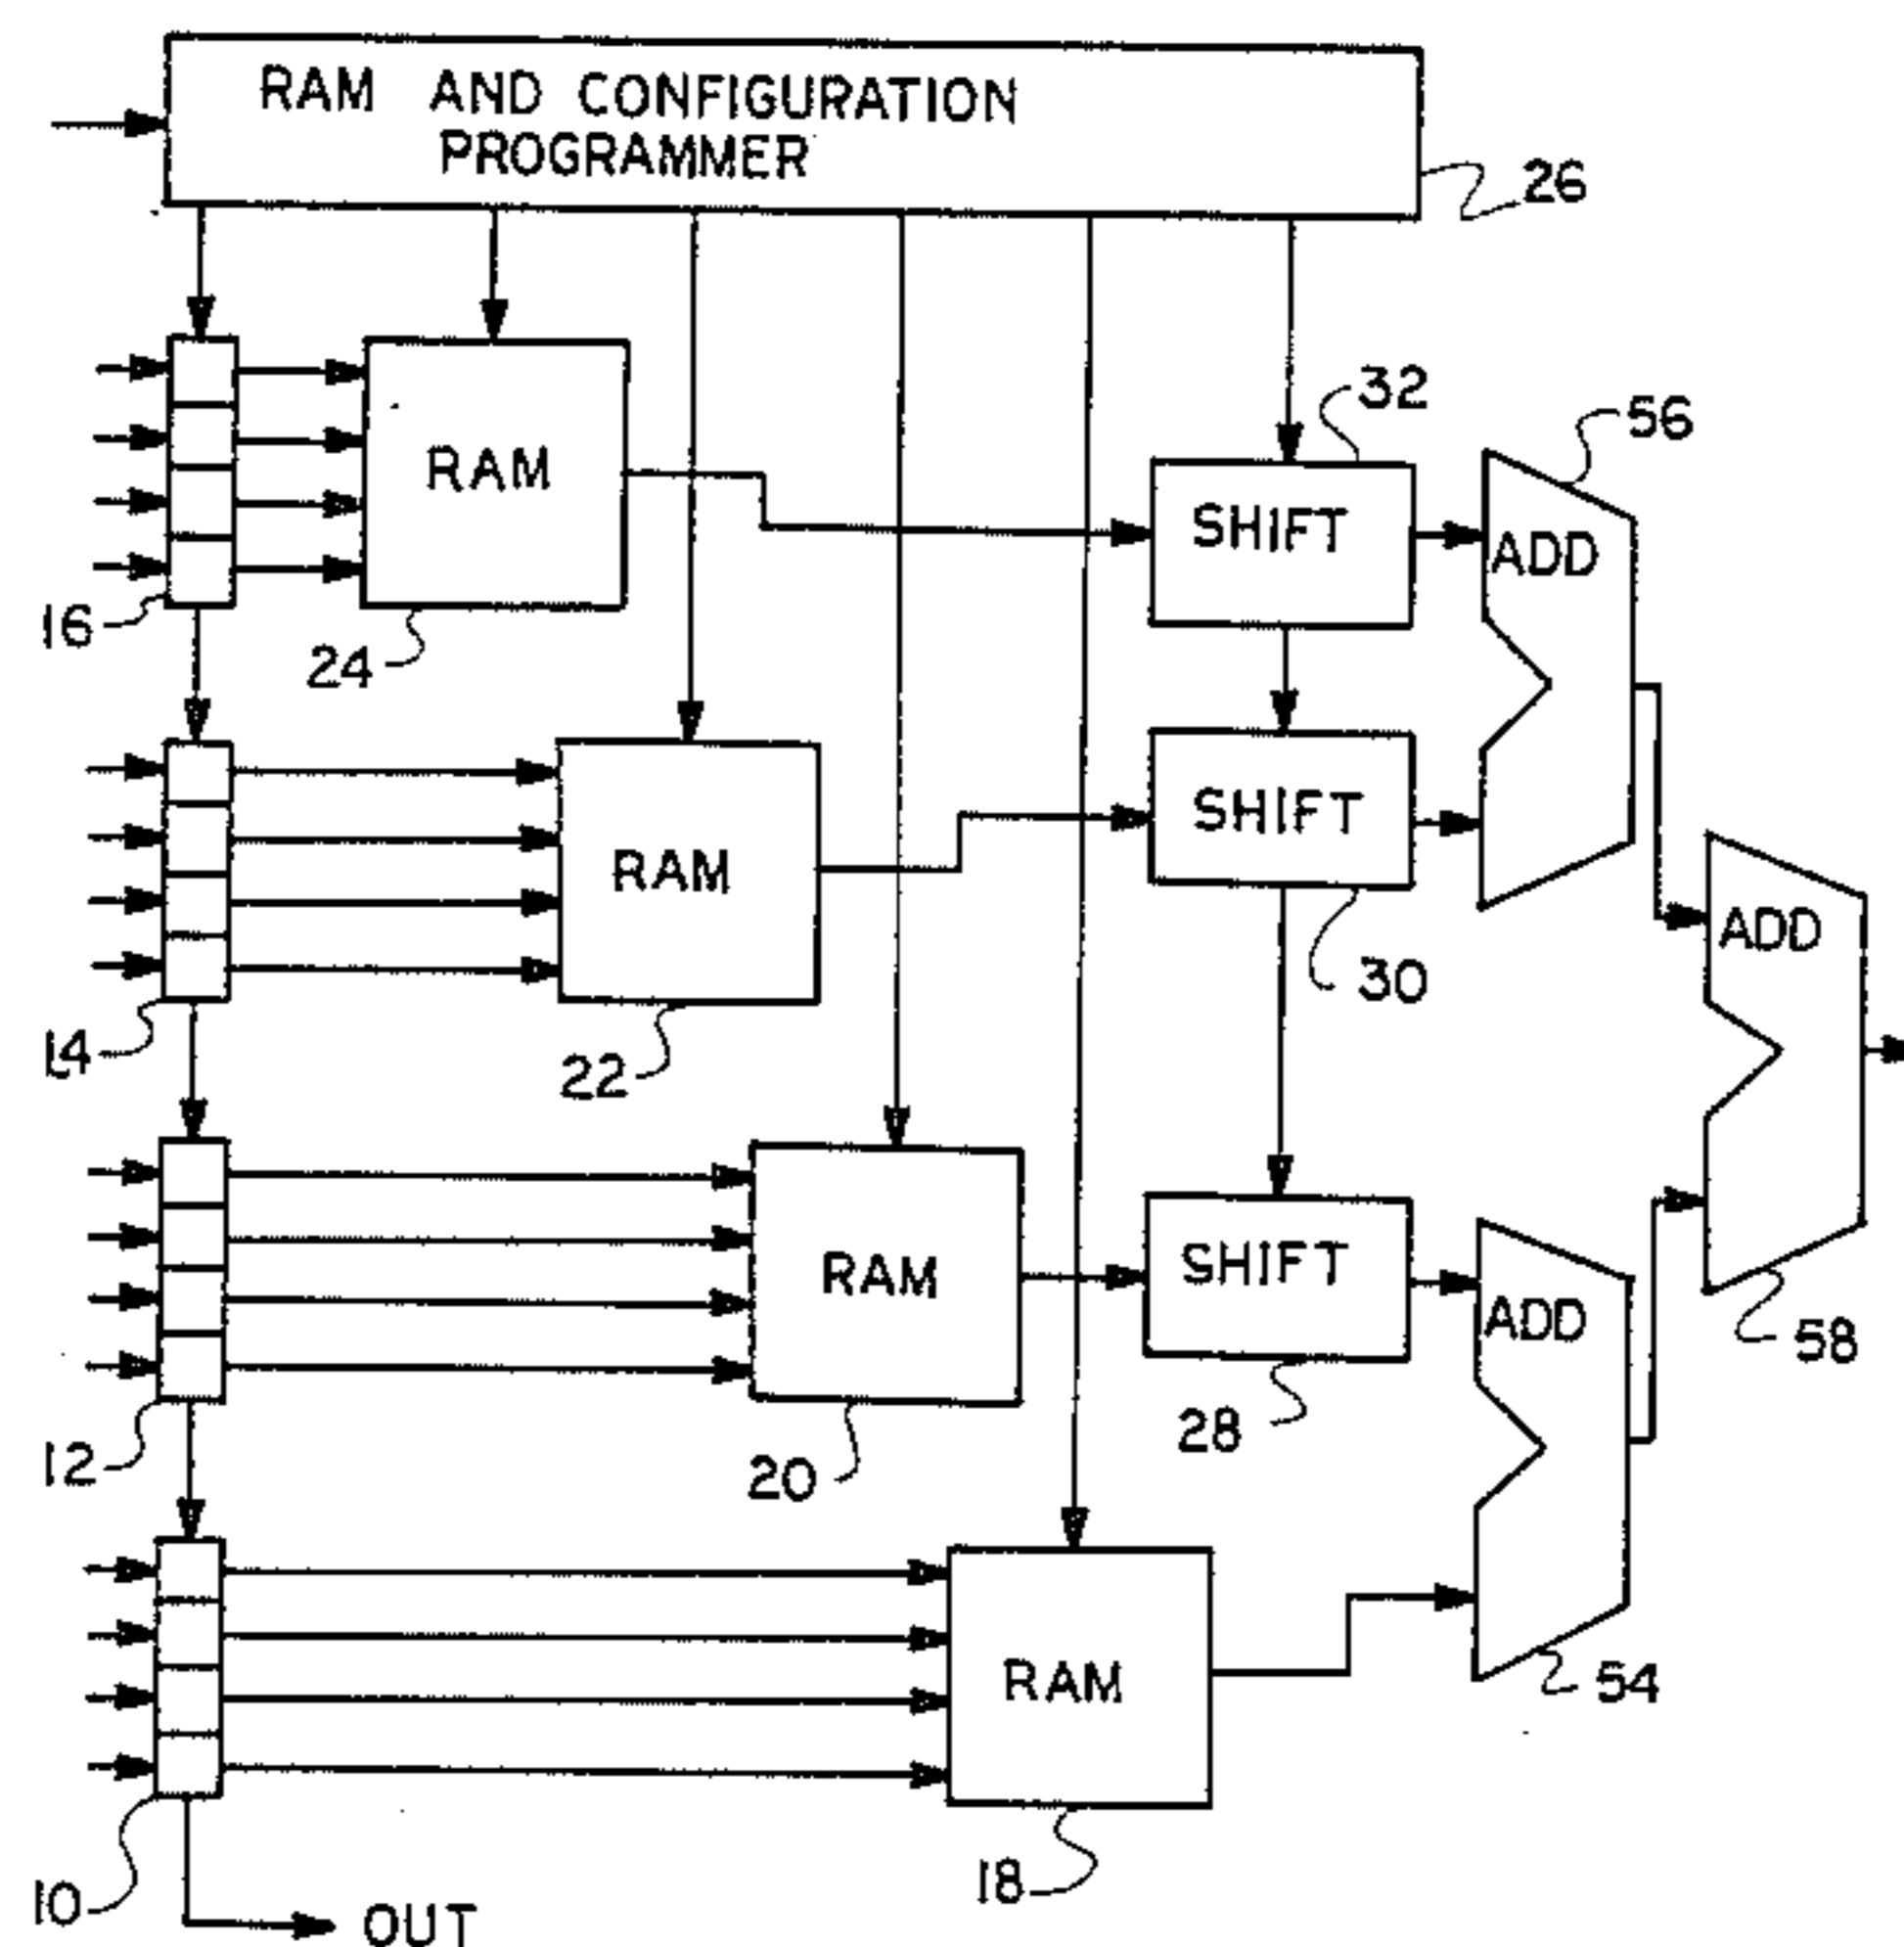 RAM AND CONFIGURATION
PROGRAMMER
26
32
56
RAM
SHIFT
ADD
16
24
SHIFT
RAM
ADD
30
14
22
SHIFT
RAM
ADD
58
28
12
20
RAM
54
18
10
OUT